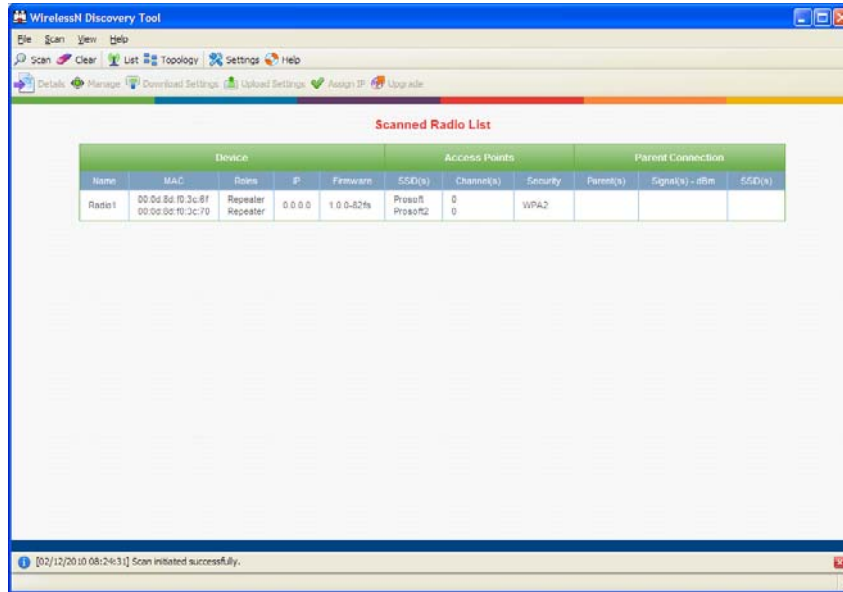 WirelessN Discovery Tool
File Scan View Help
Scan Clear List Topology Settings Help
Details Manage Download Settings Upload Settings Assign IP Upgrade
Scanned Radio List
Device Access Points Parent Connection
Name MAC Roles IP Firmware SSID(s) Channel(s) Security Parent(s) Signal(s) - dBm SSID(s)
Radio1 00:0d:8d:f0:3c:6f Repeater 0.0.0.0 1.0.0-82fs Prosoft 0 WPA2
00:0d:8d:f0:3c:70 Repeater Prosoft2 0
[02/12/2010 08:24:31] Scan initiated successfully.